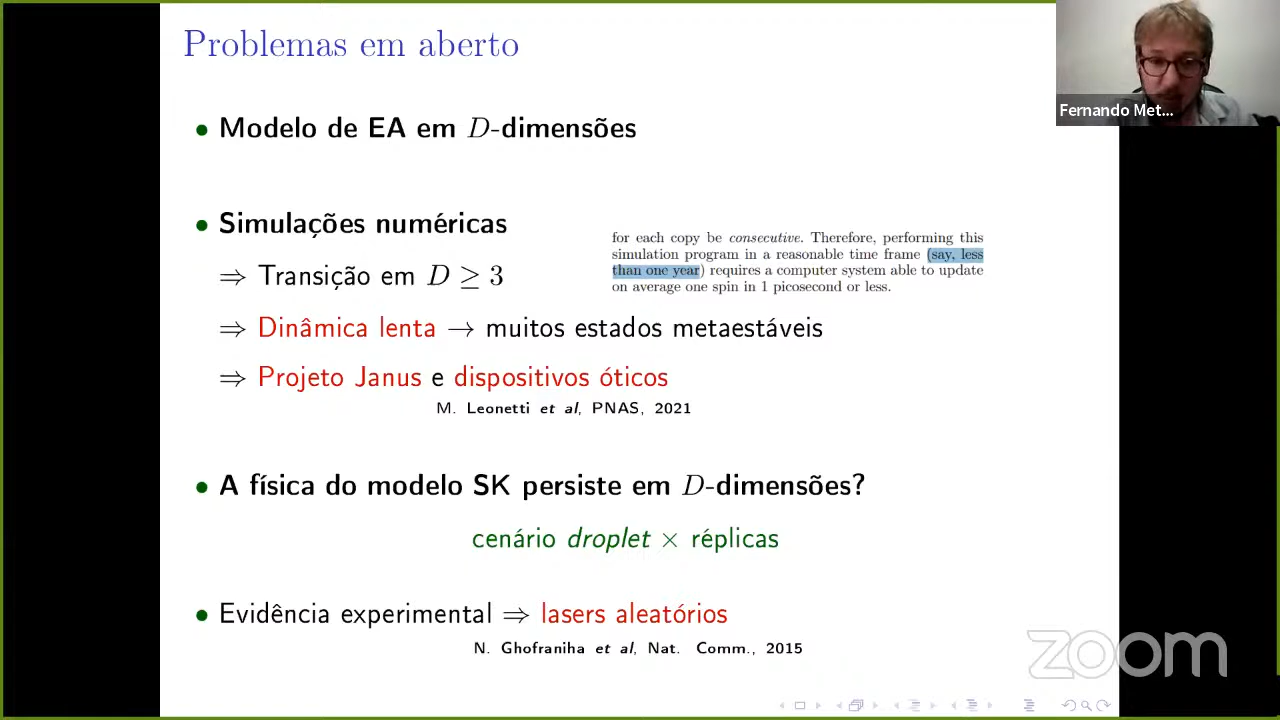 Problemas em aberto
Fernando Met...
• Modelo de EA em D-dimensões
• Simulações numéricas
for each copy be consecutive. Therefore, performing this
simulation program in a reasonable time frame (say, less
than one year) requires a computer system able to update
on average one spin in 1 picosecond or less.
⇒ Transição em D ≥ 3
⇒ Dinâmica lenta → muitos estados metaestáveis
⇒ Projeto Janus e dispositivos óticos
M. Leonetti et al, PNAS, 2021
• A física do modelo SK persiste em D-dimensões?
cenário droplet × réplicas
• Evidência experimental ⇒ lasers aleatórios
N. Ghofraniha et al, Nat. Comm., 2015
zoom